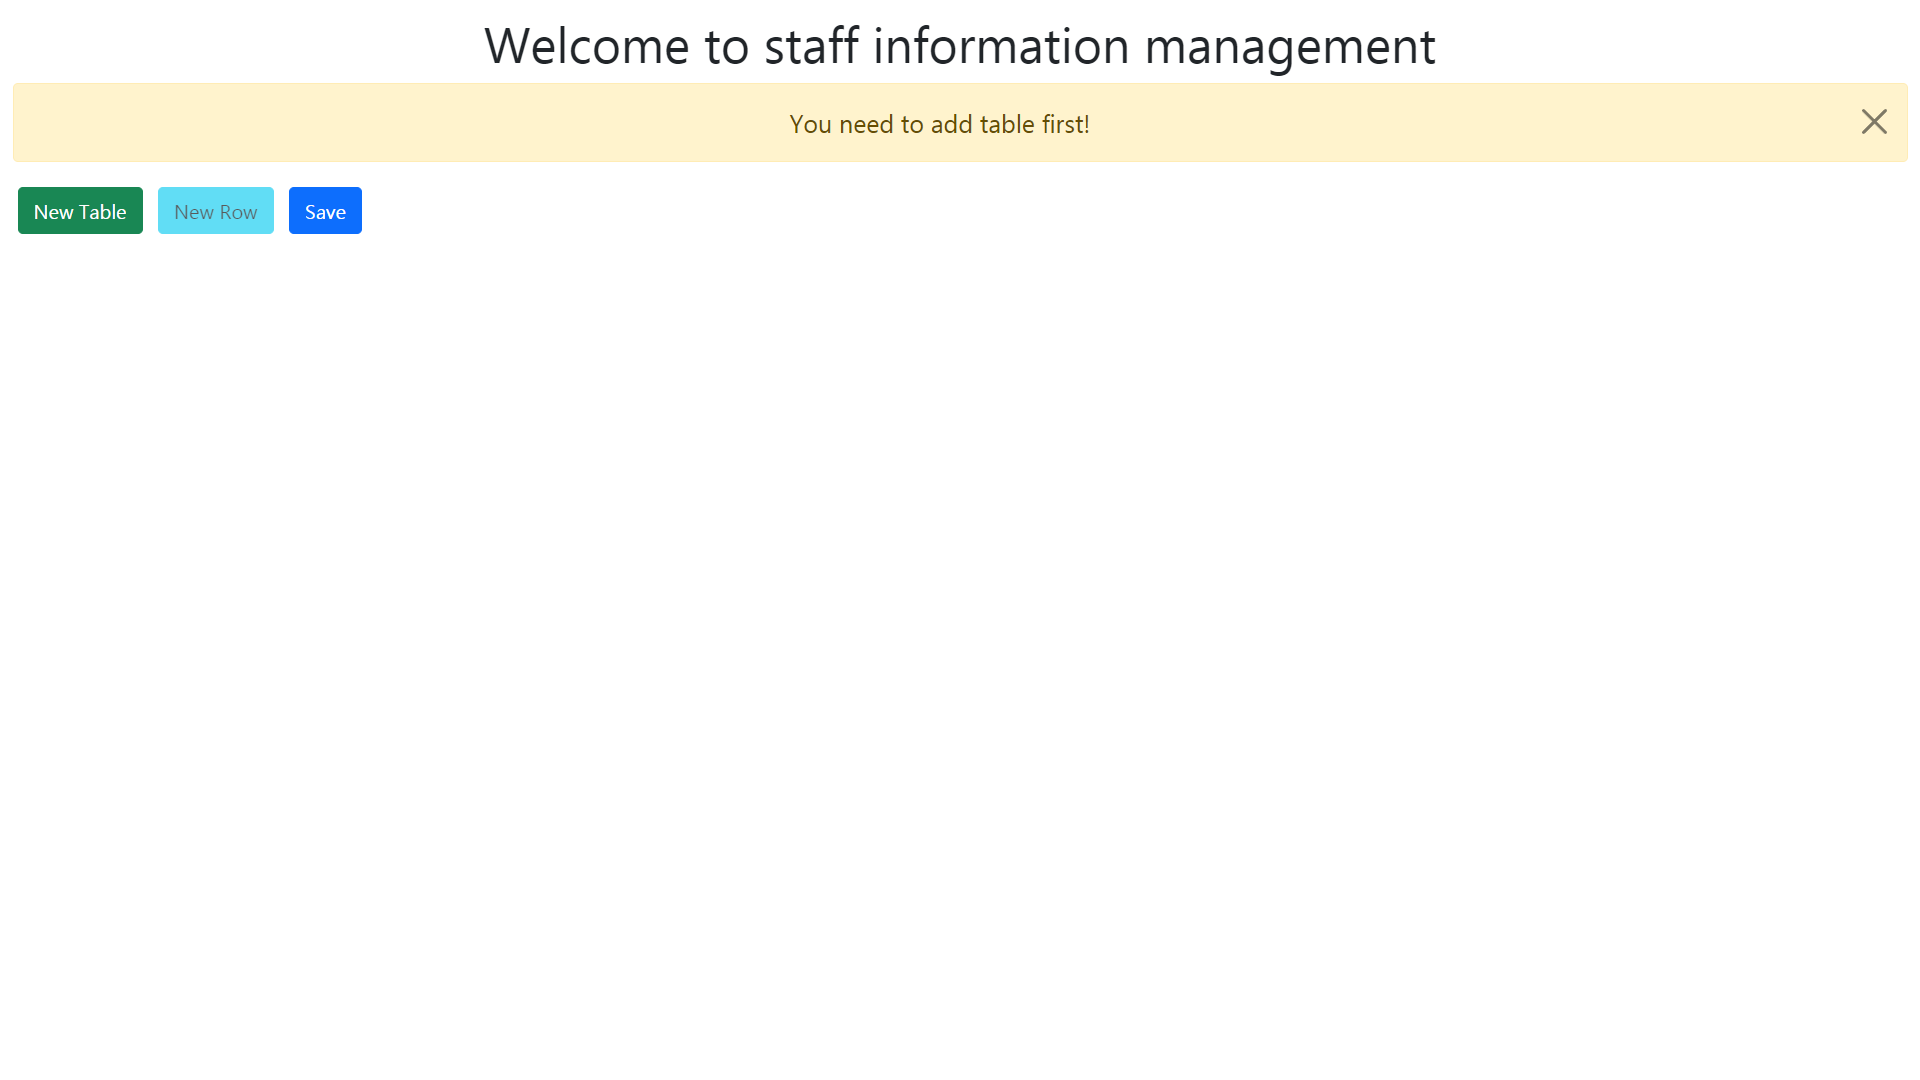 Welcome to staff information management
You need to add table first!
New Table
New Row
Save